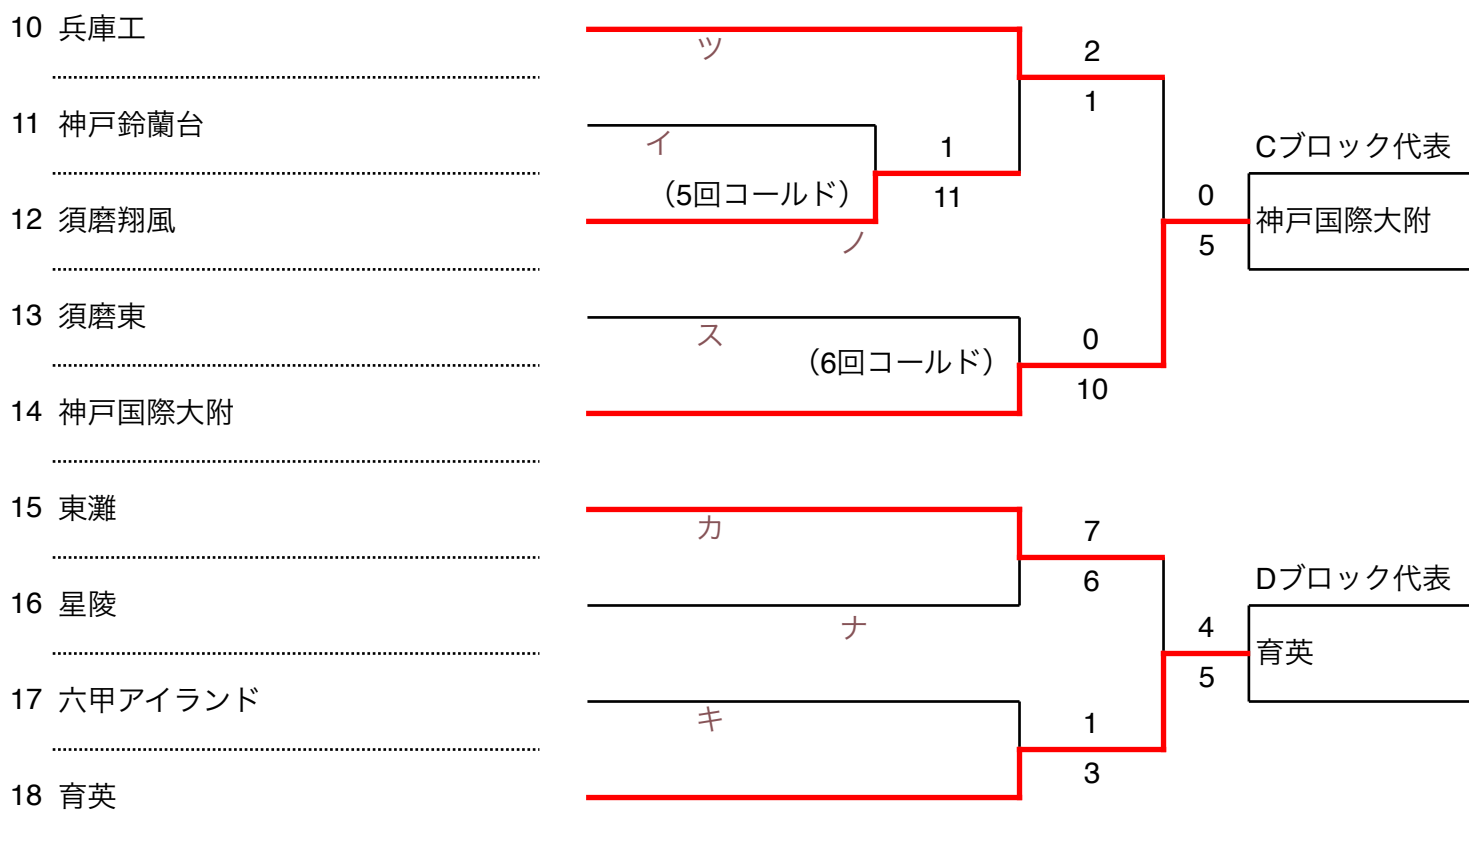 10 兵庫工
ツ
2
1
11 神戸鈴蘭台
イ
1
11
(5回コールド)
12 須磨翔風
ノ
Cブロック代表
0
5
神戸国際大附
13 須磨東
ス
(6回コールド)
0
10
14 神戸国際大附
15 東灘
カ
7
6
16 星陵
ナ
Dブロック代表
4
5
育英
17 六甲アイランド
キ
1
3
18 育英